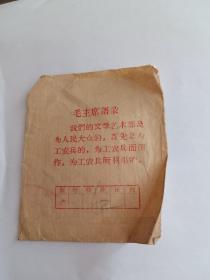 毛主席语录
我们的文学艺术都是
为人民大众的，首先是为
工农兵的，为工农兵而创
作，为工农兵所利用的。